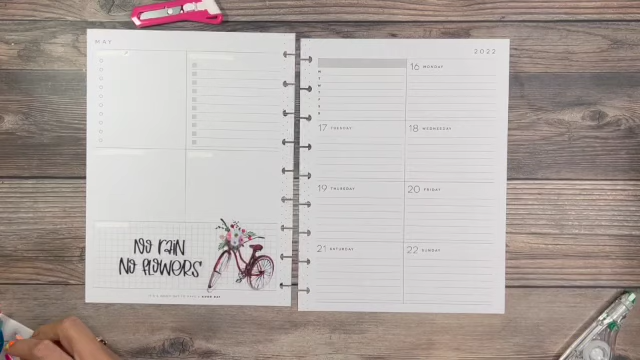 MAY
2022
16 MONDAY
17 TUESDAY
18 WEDNESDAY
19 THURSDAY
20 FRIDAY
21 SATURDAY
22 SUNDAY
NO RAIN
NO FLOWERS